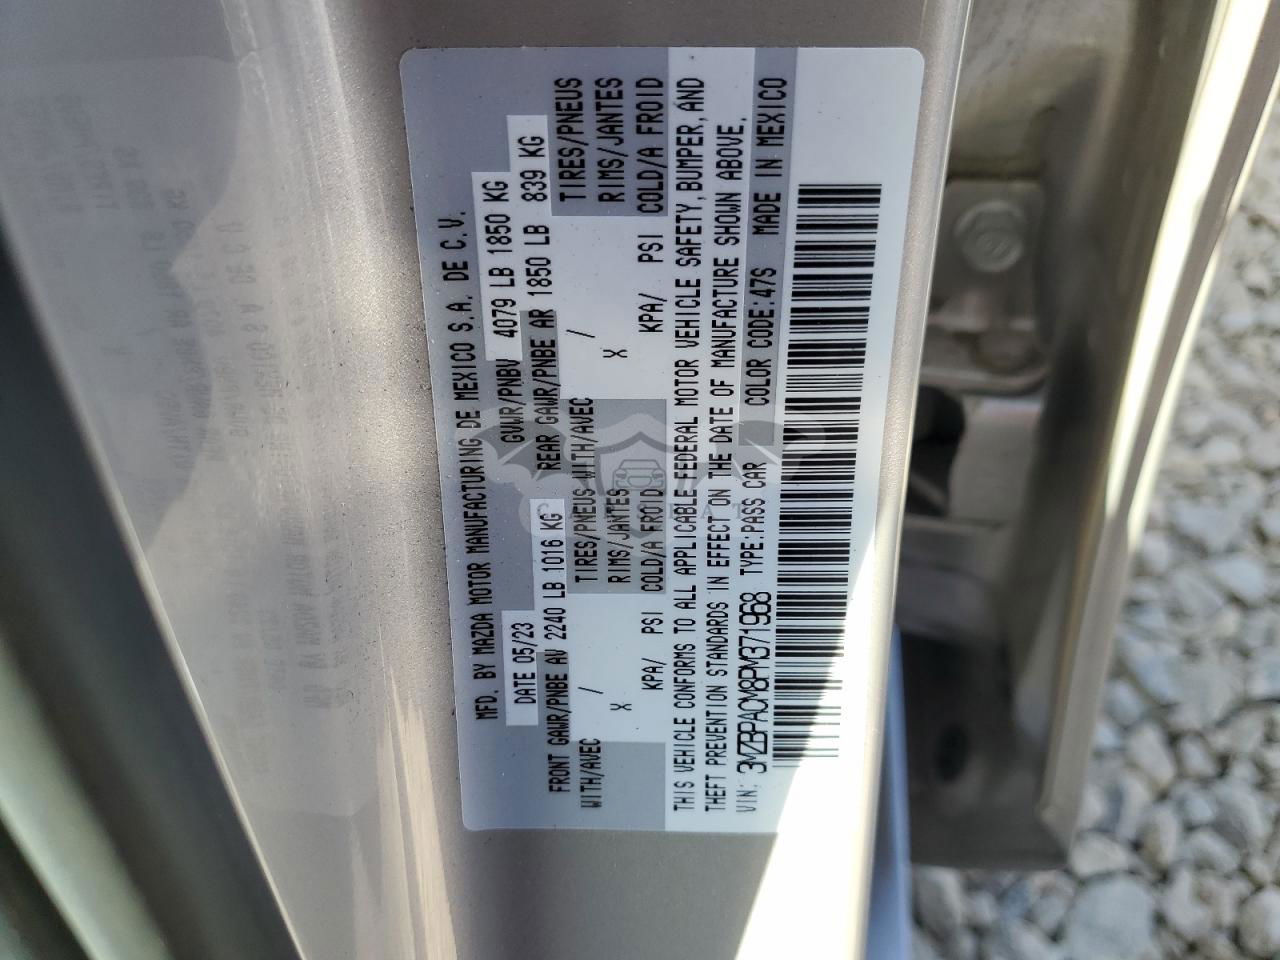 MFD. BY MAZDA MOTOR MANUFACTURING DE MEXICO S.A. DE C.V.
DATE 05/23 GVWR/PNBV 4079 LB 1850 KG
FRONT GAWR/PNBE AV 2240 LB 1016 KG REAR GAWR/PNBE AR 1850 LB 839 KG
WITH/AVEC / TIRES/PNEUS WITH/AVEC / TIRES/PNEUS
X RIMS/JANTES X RIMS/JANTES
KPA/ PSI COLD/A FROID KPA/ PSI COLD/A FROID
THIS VEHICLE CONFORMS TO ALL APPLICABLE FEDERAL MOTOR VEHICLE SAFETY, BUMPER, AND
THEFT PREVENTION STANDARDS IN EFFECT ON THE DATE OF MANUFACTURE SHOWN ABOVE.
VIN: 3MZBPACM8PM371968 TYPE:PASS CAR COLOR CODE:47S MADE IN MEXICO